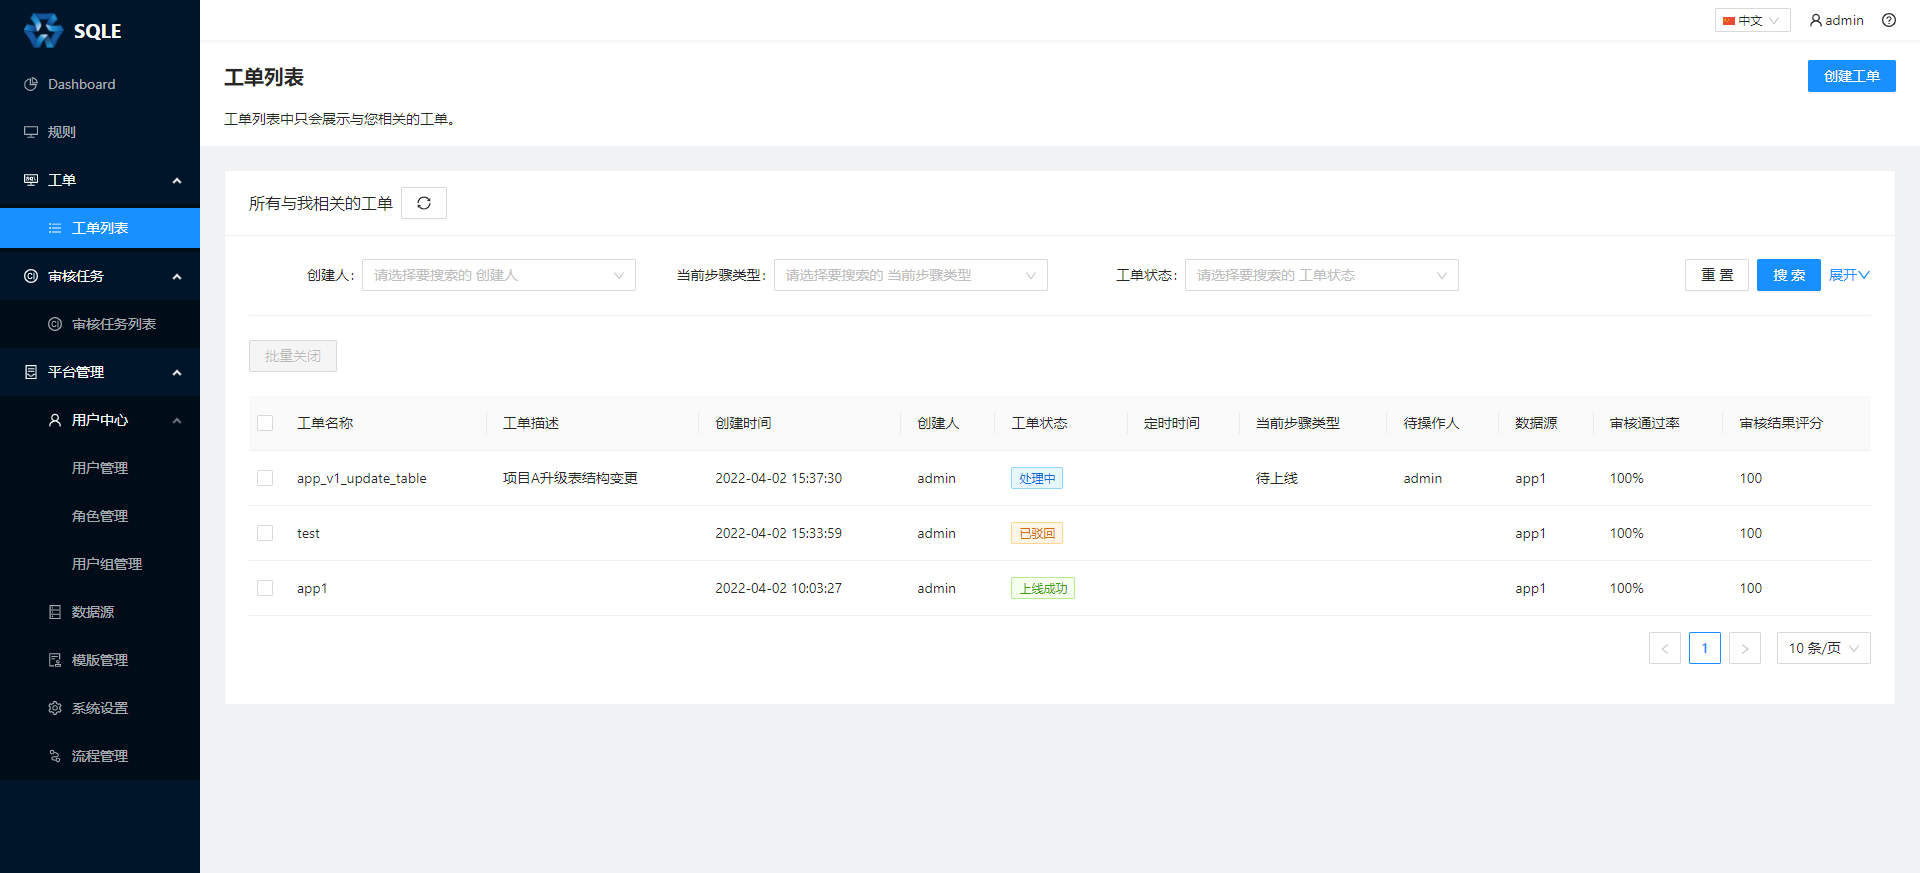 SQLE
中文
admin
Dashboard
规则
工单
工单列表
审核任务
审核任务列表
平台管理
用户中心
用户管理
角色管理
用户组管理
数据源
模版管理
系统设置
流程管理
工单列表
创建工单
工单列表中只会展示与您相关的工单。
所有与我相关的工单
创建人: 请选择要搜索的 创建人 当前步骤类型: 请选择要搜索的 当前步骤类型 工单状态: 请选择要搜索的 工单状态 重 置 搜 索 展开
批量关闭
工单名称 工单描述 创建时间 创建人 工单状态 定时时间 当前步骤类型 待操作人 数据源 审核通过率 审核结果评分
app_v1_update_table 项目A升级表结构变更 2022-04-02 15:37:30 admin 处理中 待上线 admin app1 100% 100
test 2022-04-02 15:33:59 admin 已驳回 app1 100% 100
app1 2022-04-02 10:03:27 admin 上线成功 app1 100% 100
< 1 > 10 条/页